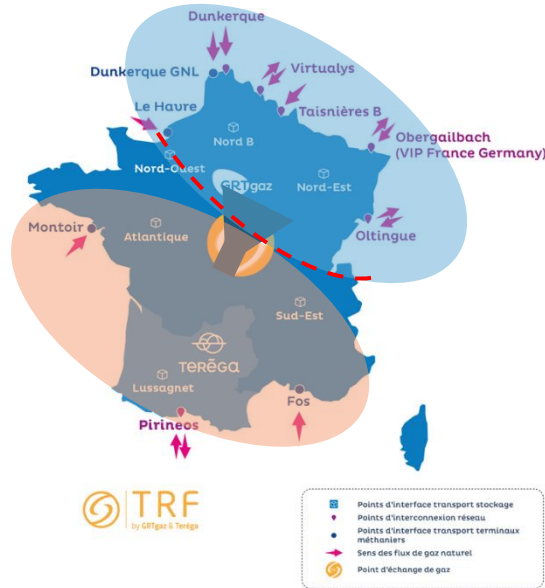 Dunkerque
Dunkerque GNL
Virtualys
Le Havre
Taisnières B
Nord B
Obergailbach
(VIP France Germany)
Nord-Ouest
GRTgaz
Nord-Est
Montoir
Atlantique
Oltingue
Sud-Est
TERĒGA
Lussagnet
Fos
Pirineos
TRF
by GRTgaz & Teréga
Points d'interface transport stockage
Points d'interconnexion réseau
Points d'interface transport terminaux
méthaniers
Sens des flux de gaz naturel
Point d'échange de gaz